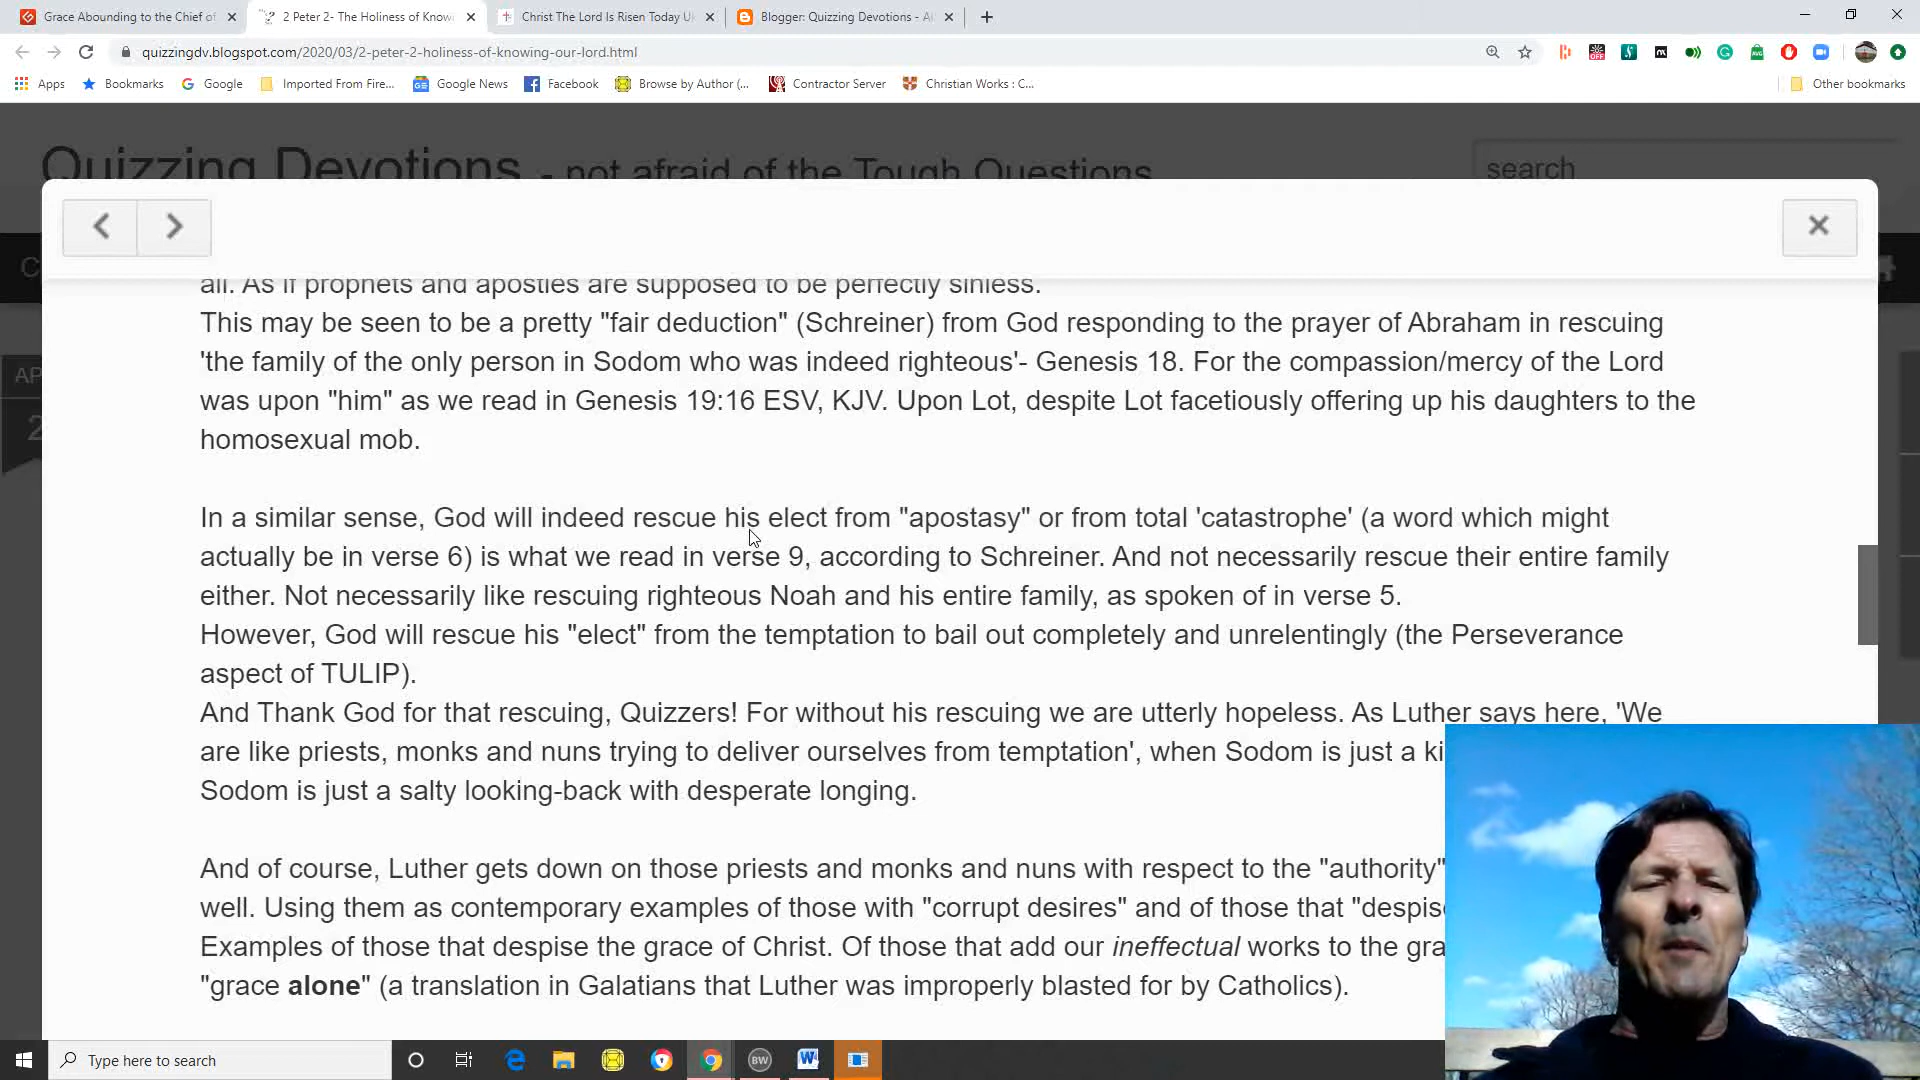 Grace Abounding to the Chief of
2 Peter 2- The Holiness of Know
Christ The Lord Is Risen Today U
Blogger: Quizzing Devotions - A
quizzingdv.blogspot.com/2020/03/2-peter-2-holiness-of-knowing-our-lord.html
Apps
Bookmarks
Google
Imported From Fire...
Google News
Facebook
Browse by Author (...
Contractor Server
Christian Works : C...
Other bookmarks
Quizzing Devotions - not afraid of the Tough Questions
search
AP
2
all. As if prophets and apostles are supposed to be perfectly sinless.
This may be seen to be a pretty "fair deduction" (Schreiner) from God responding to the prayer of Abraham in rescuing
'the family of the only person in Sodom who was indeed righteous'- Genesis 18. For the compassion/mercy of the Lord
was upon "him" as we read in Genesis 19:16 ESV, KJV. Upon Lot, despite Lot facetiously offering up his daughters to the
homosexual mob.
In a similar sense, God will indeed rescue his elect from "apostasy" or from total 'catastrophe' (a word which might
actually be in verse 6) is what we read in verse 9, according to Schreiner. And not necessarily rescue their entire family
either. Not necessarily like rescuing righteous Noah and his entire family, as spoken of in verse 5.
However, God will rescue his "elect" from the temptation to bail out completely and unrelentingly (the Perseverance
aspect of TULIP).
And Thank God for that rescuing, Quizzers! For without his rescuing we are utterly hopeless. As Luther says here, 'We
are like priests, monks and nuns trying to deliver ourselves from temptation', when Sodom is just a ki
Sodom is just a salty looking-back with desperate longing.
And of course, Luther gets down on those priests and monks and nuns with respect to the "authority"
well. Using them as contemporary examples of those with "corrupt desires" and of those that "despis
Examples of those that despise the grace of Christ. Of those that add our ineffectual works to the gra
"grace alone" (a translation in Galatians that Luther was improperly blasted for by Catholics).
Type here to search
BW